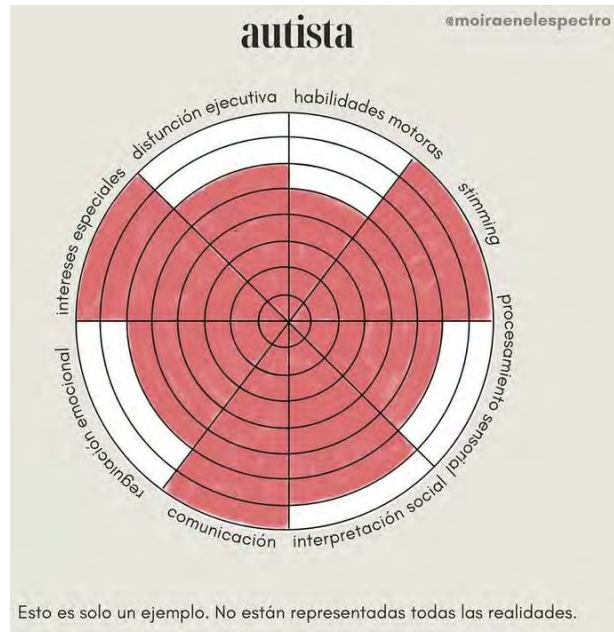 @moiraenelespectro
autista
disfunción ejecutiva
habilidades motoras
stimming
procesamiento sensorial
interpretación social
comunicación
regulación emocional
intereses especiales
Esto es solo un ejemplo. No están representadas todas las realidades.